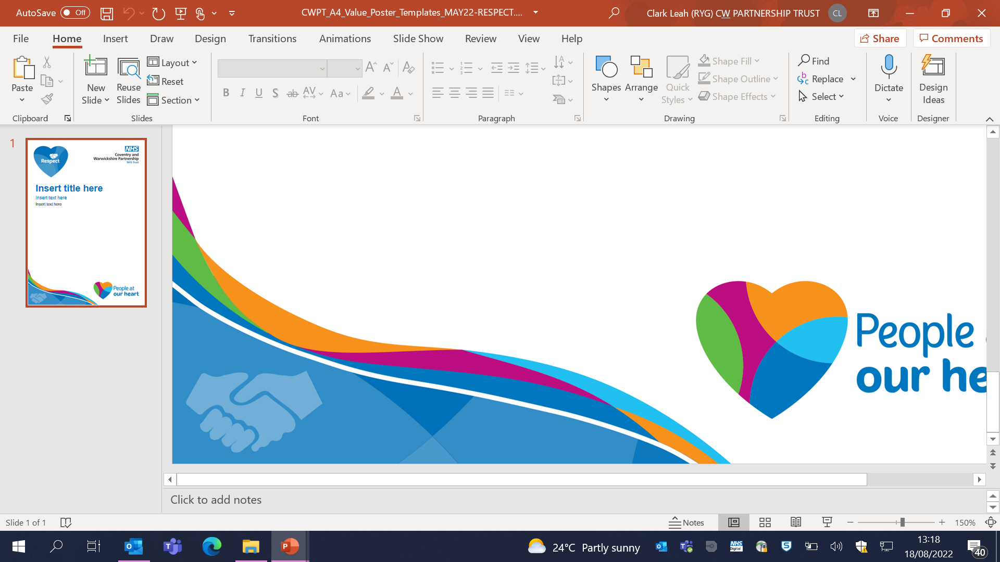 AutoSave Off
CWPT_A4_Value_Poster_Templates_MAY22-RESPECT....
Clark Leah (RYG) CW PARTNERSHIP TRUST CL
File Home Insert Draw Design Transitions Animations Slide Show Review View Help
Share Comments
Paste
New Slide
Reuse Slides
Layout
Reset
Section
B I U S ab AV Aa A
Shapes Arrange Quick Styles
Shape Fill
Shape Outline
Shape Effects
Find
Replace
Select
Dictate
Design Ideas
Clipboard Slides Font Paragraph Drawing Editing Voice Designer
1
Respect
NHS
Coventry and
Warwickshire Partnership
NHS Trust
Insert title here
Insert text here
Insert text here
People at
our heart
People
our he
Click to add notes
Slide 1 of 1
Notes
150%
24°C Partly sunny
NHS
Digital
13:18
18/08/2022
40